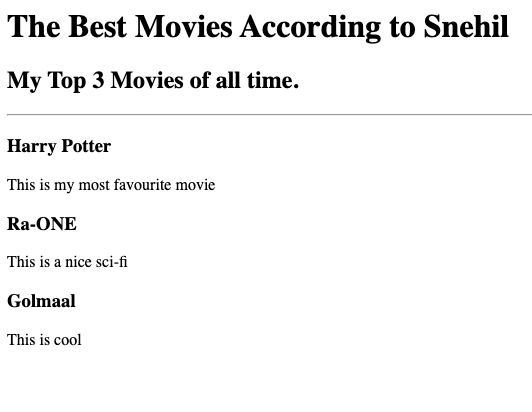 The Best Movies According to Snehil
My Top 3 Movies of all time.
Harry Potter
This is my most favourite movie
Ra-ONE
This is a nice sci-fi
Golmaal
This is cool